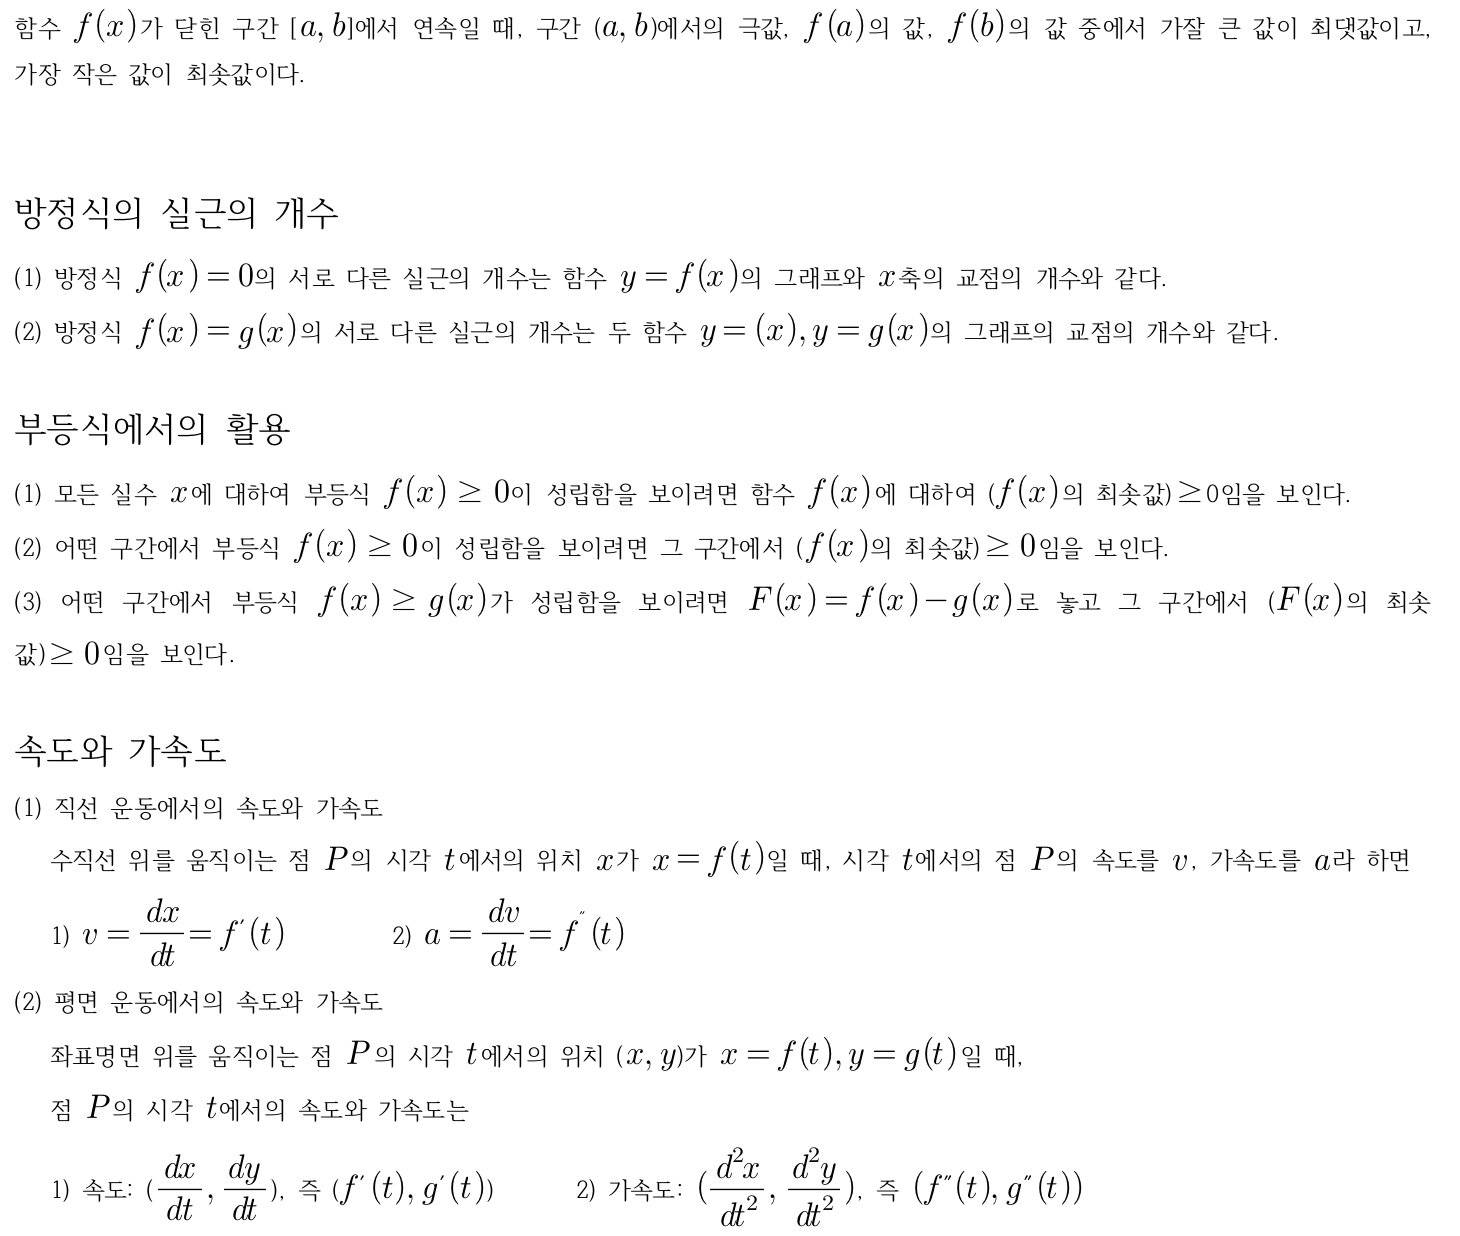 함수 f(x)가 닫힌 구간 [a, b]에서 연속일 때, 구간 (a, b)에서의 극값, f(a)의 값, f(b)의 값 중에서 가잘 큰 값이 최댓값이고,
가장 작은 값이 최솟값이다.
방정식의 실근의 개수
(1) 방정식 f(x)=0의 서로 다른 실근의 개수는 함수 y=f(x)의 그래프와 x축의 교점의 개수와 같다.
(2) 방정식 f(x)=g(x)의 서로 다른 실근의 개수는 두 함수 y=(x), y=g(x)의 그래프의 교점의 개수와 같다.
부등식에서의 활용
(1) 모든 실수 x에 대하여 부등식 f(x)≥0이 성립함을 보이려면 함수 f(x)에 대하여 (f(x)의 최솟값)≥0임을 보인다.
(2) 어떤 구간에서 부등식 f(x)≥0이 성립함을 보이려면 그 구간에서 (f(x)의 최솟값)≥0임을 보인다.
(3) 어떤 구간에서 부등식 f(x)≥g(x)가 성립함을 보이려면 F(x)=f(x)-g(x)로 놓고 그 구간에서 (F(x)의 최솟
값)≥0임을 보인다.
속도와 가속도
(1) 직선 운동에서의 속도와 가속도
수직선 위를 움직이는 점 P의 시각 t에서의 위치 x가 x=f(t)일 때, 시각 t에서의 점 P의 속도를 v, 가속도를 a라 하면
1) v=dx/dt=f′(t) 2) a=dv/dt=f″(t)
(2) 평면 운동에서의 속도와 가속도
좌표명면 위를 움직이는 점 P의 시각 t에서의 위치 (x, y)가 x=f(t), y=g(t)일 때,
점 P의 시각 t에서의 속도와 가속도는
1) 속도: (dx/dt, dy/dt), 즉 (f′(t), g′(t)) 2) 가속도: (d²x/dt², d²y/dt²), 즉 (f″(t), g″(t))